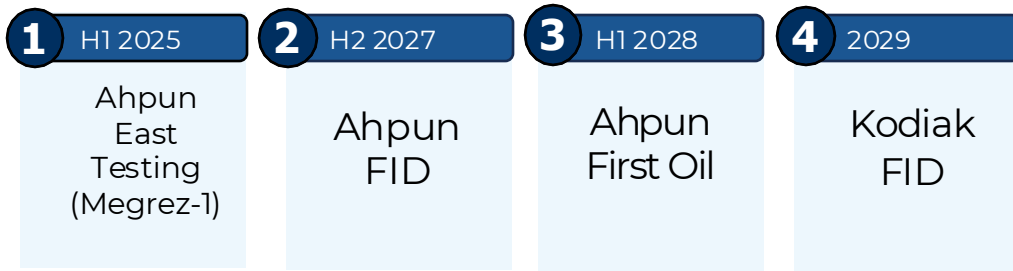 1 H1 2025
Ahpun
East
Testing
(Megrez-1)
2 H2 2027
Ahpun
FID
3 H1 2028
Ahpun
First Oil
4 2029
Kodiak
FID